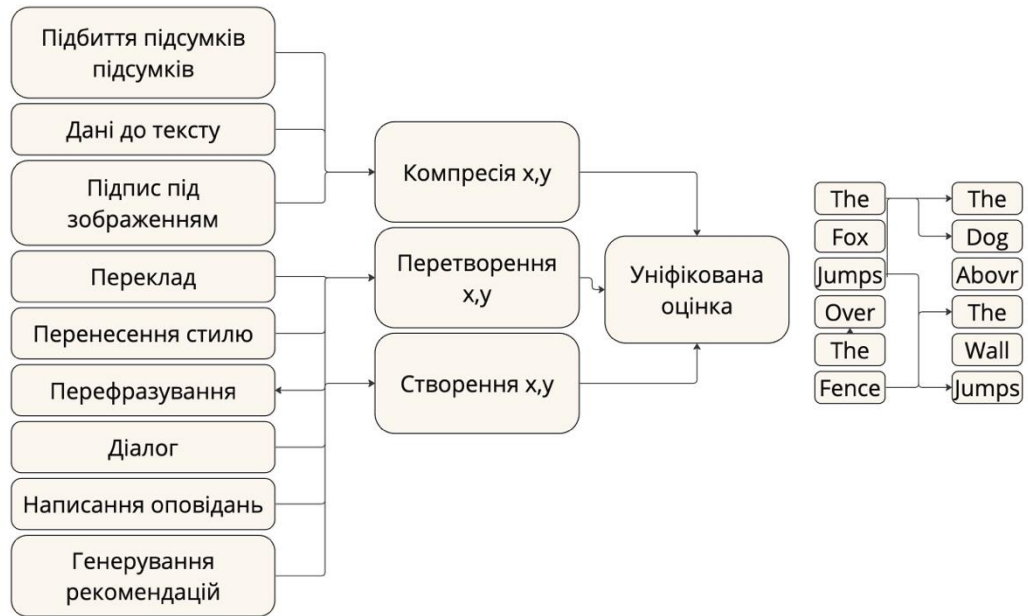 Підбиття підсумків
підсумків
Дані до тексту
Підпис під
зображенням
Переклад
Перенесення стилю
Перефразування
Діалог
Написання оповідань
Генерування
рекомендацій
Компресія x,y
Перетворення
x,y
Створення x,y
Уніфікована
оцінка
The
Fox
Jumps
Over
The
Fence
The
Dog
Abovr
The
Wall
Jumps